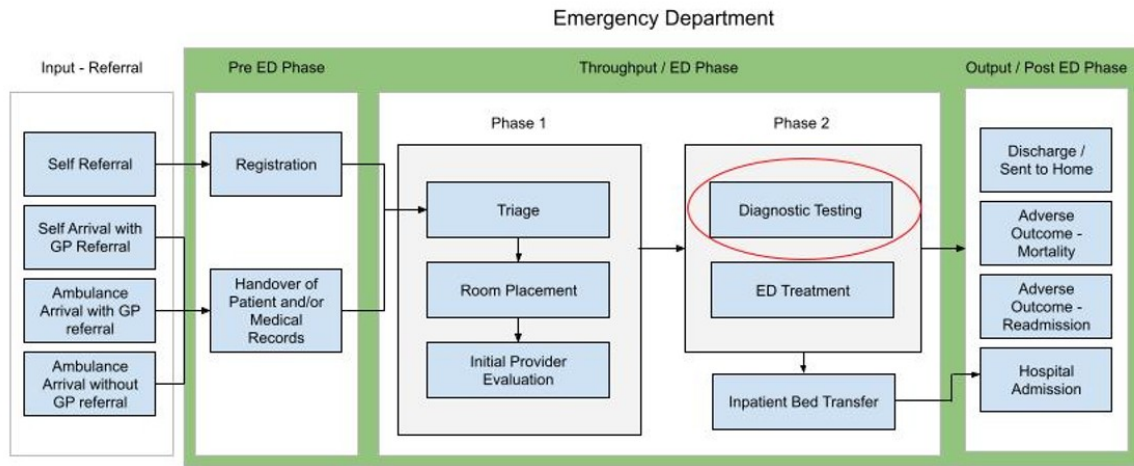 Emergency Department
Input - Referral
Pre ED Phase
Throughput / ED Phase
Output / Post ED Phase
Self Referral
Self Arrival with
GP Referral
Ambulance
Arrival with GP
referral
Ambulance
Arrival without
GP referral
Registration
Handover of
Patient and/or
Medical
Records
Phase 1
Triage
Room Placement
Initial Provider
Evaluation
Phase 2
Diagnostic Testing
ED Treatment
Inpatient Bed Transfer
Discharge /
Sent to Home
Adverse
Outcome -
Mortality
Adverse
Outcome -
Readmission
Hospital
Admission